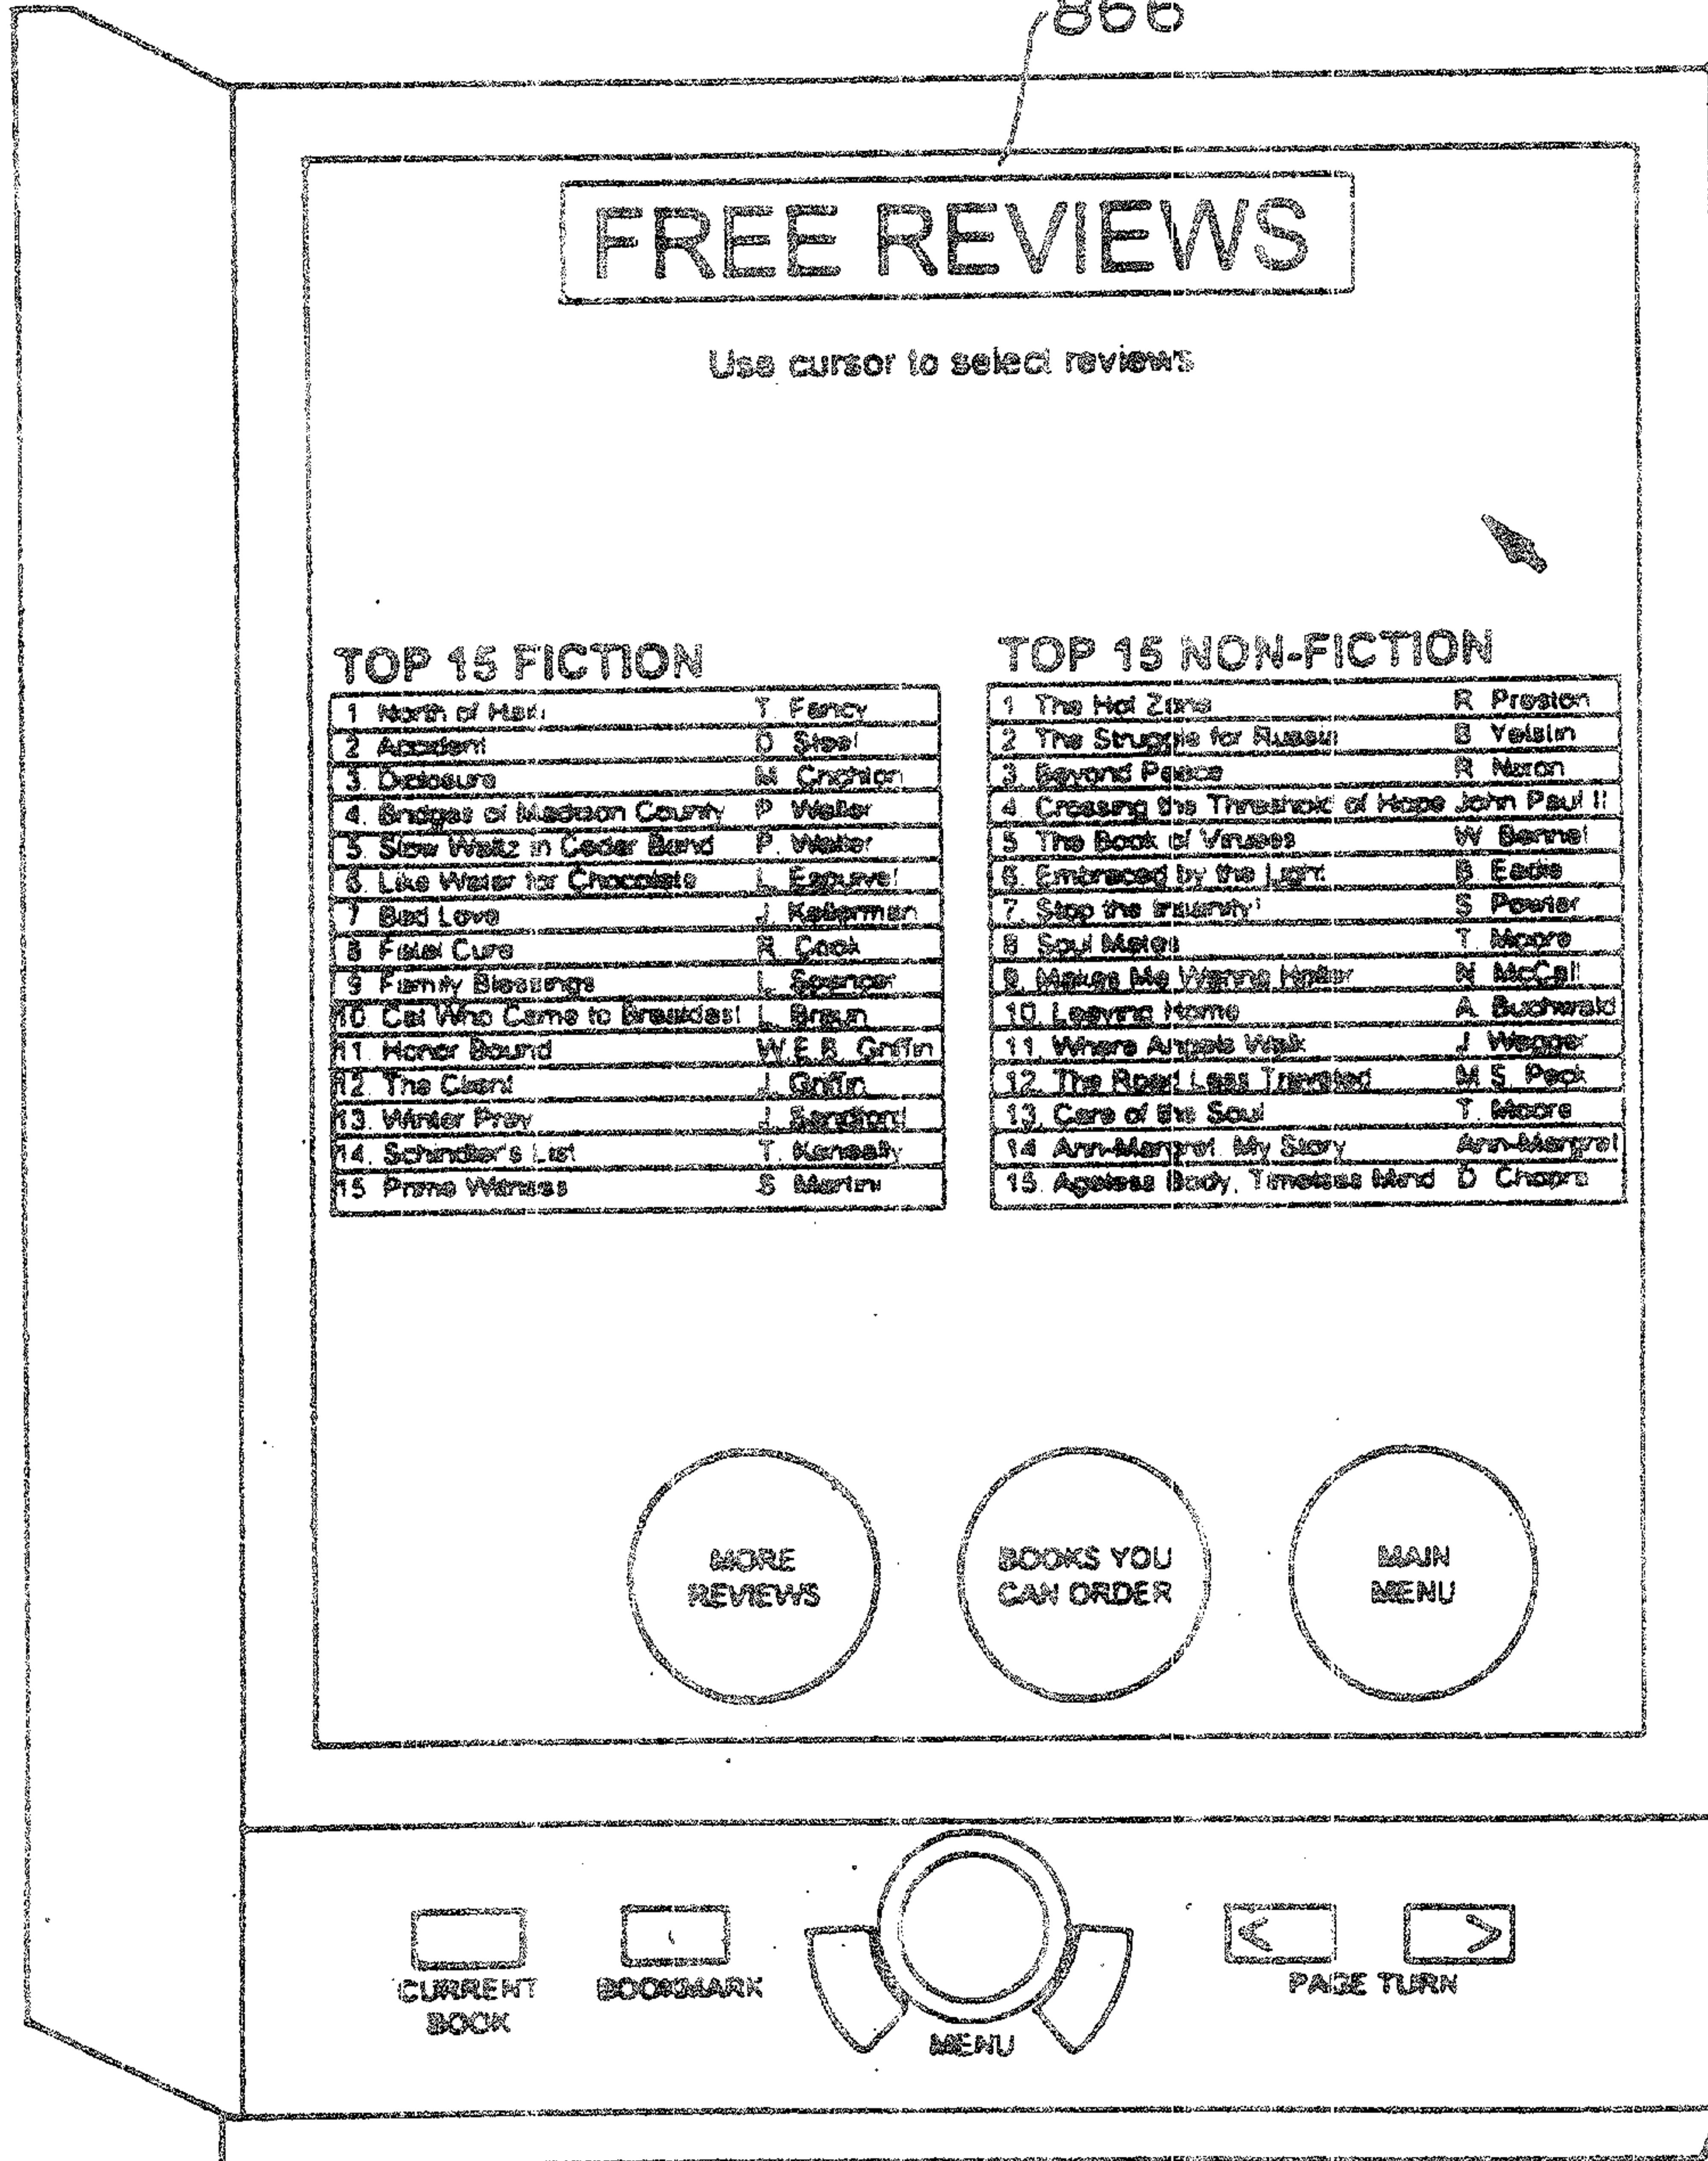 866
FREE REVIEWS
Use cursor to select reviews
TOP 15 FICTION
1 North of
T. Fancy
2 Accident
D Steel
3. Disclosure
M Crichton
4. Bridges of Madison County
P Waller
5. Slow Waltz in Cedar Bend
P. Waller
6. Like Water for Chocolate
L. Esquivel
7 Bad Love
J. Kellerman
8 Fatal Cure
R. Cook
9 Family Blessings
L. Spencer
10 Cat Who Came to Breakfast
L. Braun
11. Honor Bound
W.E.B. Griffin
12. The Client
J. Griffin
13. Winter Prey
J. Sandford
14. Schindler's List
T. Keneally
15 Prime Witness
S Martini
TOP 15 NON-FICTION
1 The Hot Zone
R Preston
2 The Struggle for Russia
B Yelstin
3. Beyond Peace
R Nixon
4 Crossing the Threshold of Hope John Paul II
5 The Book of Viruses
W Bennet
6. Embraced by the Light
B. Eadie
7. Stop the Insanity!
S Powter
8 Soul Mates
T. Moore
9. Makes Me Wanna Holler
N McCall
10. Leaving Home
A. Buchwald
11. Where Angels Walk
J
12. The Road Less Traveled
M.S. Peck
13. Care of the Soul
T. Moore
14 Ann-Margret. My Story
Ann-Margret
15. Ageless Body, Timeless Mind
D Chopra
MORE
REVIEWS
BOOKS YOU
CAN ORDER
MAIN
MENU
< >
CURRENT
BOOK
BOOKMARK
MENU
PAGE TURN